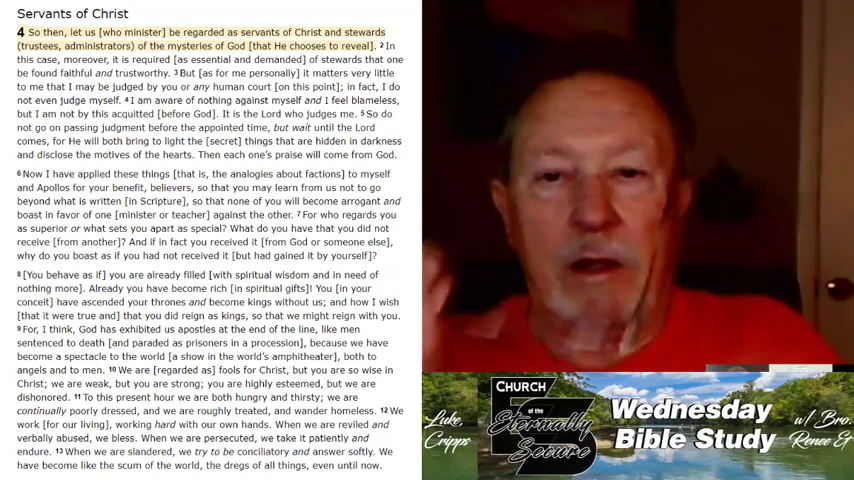 Servants of Christ
4 So then, let us [who minister] be regarded as servants of Christ and stewards
(trustees, administrators) of the mysteries of God [that He chooses to reveal]. 2 In
this case, moreover, it is required [as essential and demanded] of stewards that one
be found faithful and trustworthy. 3 But [as for me personally] it matters very little
to me that I may be judged by you or any human court [on this point]; in fact, I do
not even judge myself. 4 I am aware of nothing against myself and I feel blameless,
but I am not by this acquitted [before God]. It is the Lord who judges me. 5 So do
not go on passing judgment before the appointed time, but wait until the Lord
comes, for He will both bring to light the [secret] things that are hidden in darkness
and disclose the motives of the hearts. Then each one's praise will come from God.
6 Now I have applied these things [that is, the analogies about factions] to myself
and Apollos for your benefit, believers, so that you may learn from us not to go
beyond what is written [in Scripture], so that none of you will become arrogant and
boast in favor of one [minister or teacher] against the other. 7 For who regards you
as superior or what sets you apart as special? What do you have that you did not
receive [from another]? And if in fact you received it [from God or someone else],
why do you boast as if you had not received it [but had gained it by yourself]?
8 [You behave as if] you are already filled [with spiritual wisdom and in need of
nothing more]. Already you have become rich [in spiritual gifts]! You [in your
conceit] have ascended your thrones and become kings without us; and how I wish
[that it were true and] that you did reign as kings, so that we might reign with you.
9 For, I think, God has exhibited us apostles at the end of the line, like men
sentenced to death [and paraded as prisoners in a procession], because we have
become a spectacle to the world [a show in the world's amphitheater], both to
angels and to men. 10 We are [regarded as] fools for Christ, but you are so wise in
Christ; we are weak, but you are strong; you are highly esteemed, but we are
dishonored. 11 To this present hour we are both hungry and thirsty; we are
continually poorly dressed, and we are roughly treated, and wander homeless. 12 We
work [for our living], working hard with our own hands. When we are reviled and
verbally abused, we bless. When we are persecuted, we take it patiently and
endure. 13 When we are slandered, we try to be conciliatory and answer softly. We
have become like the scum of the world, the dregs of all things, even until now.
Luke
Cripps
CHURCH
of the
Eternally
Secure
Wednesday
Bible Study
w/ Bro.
Renee &